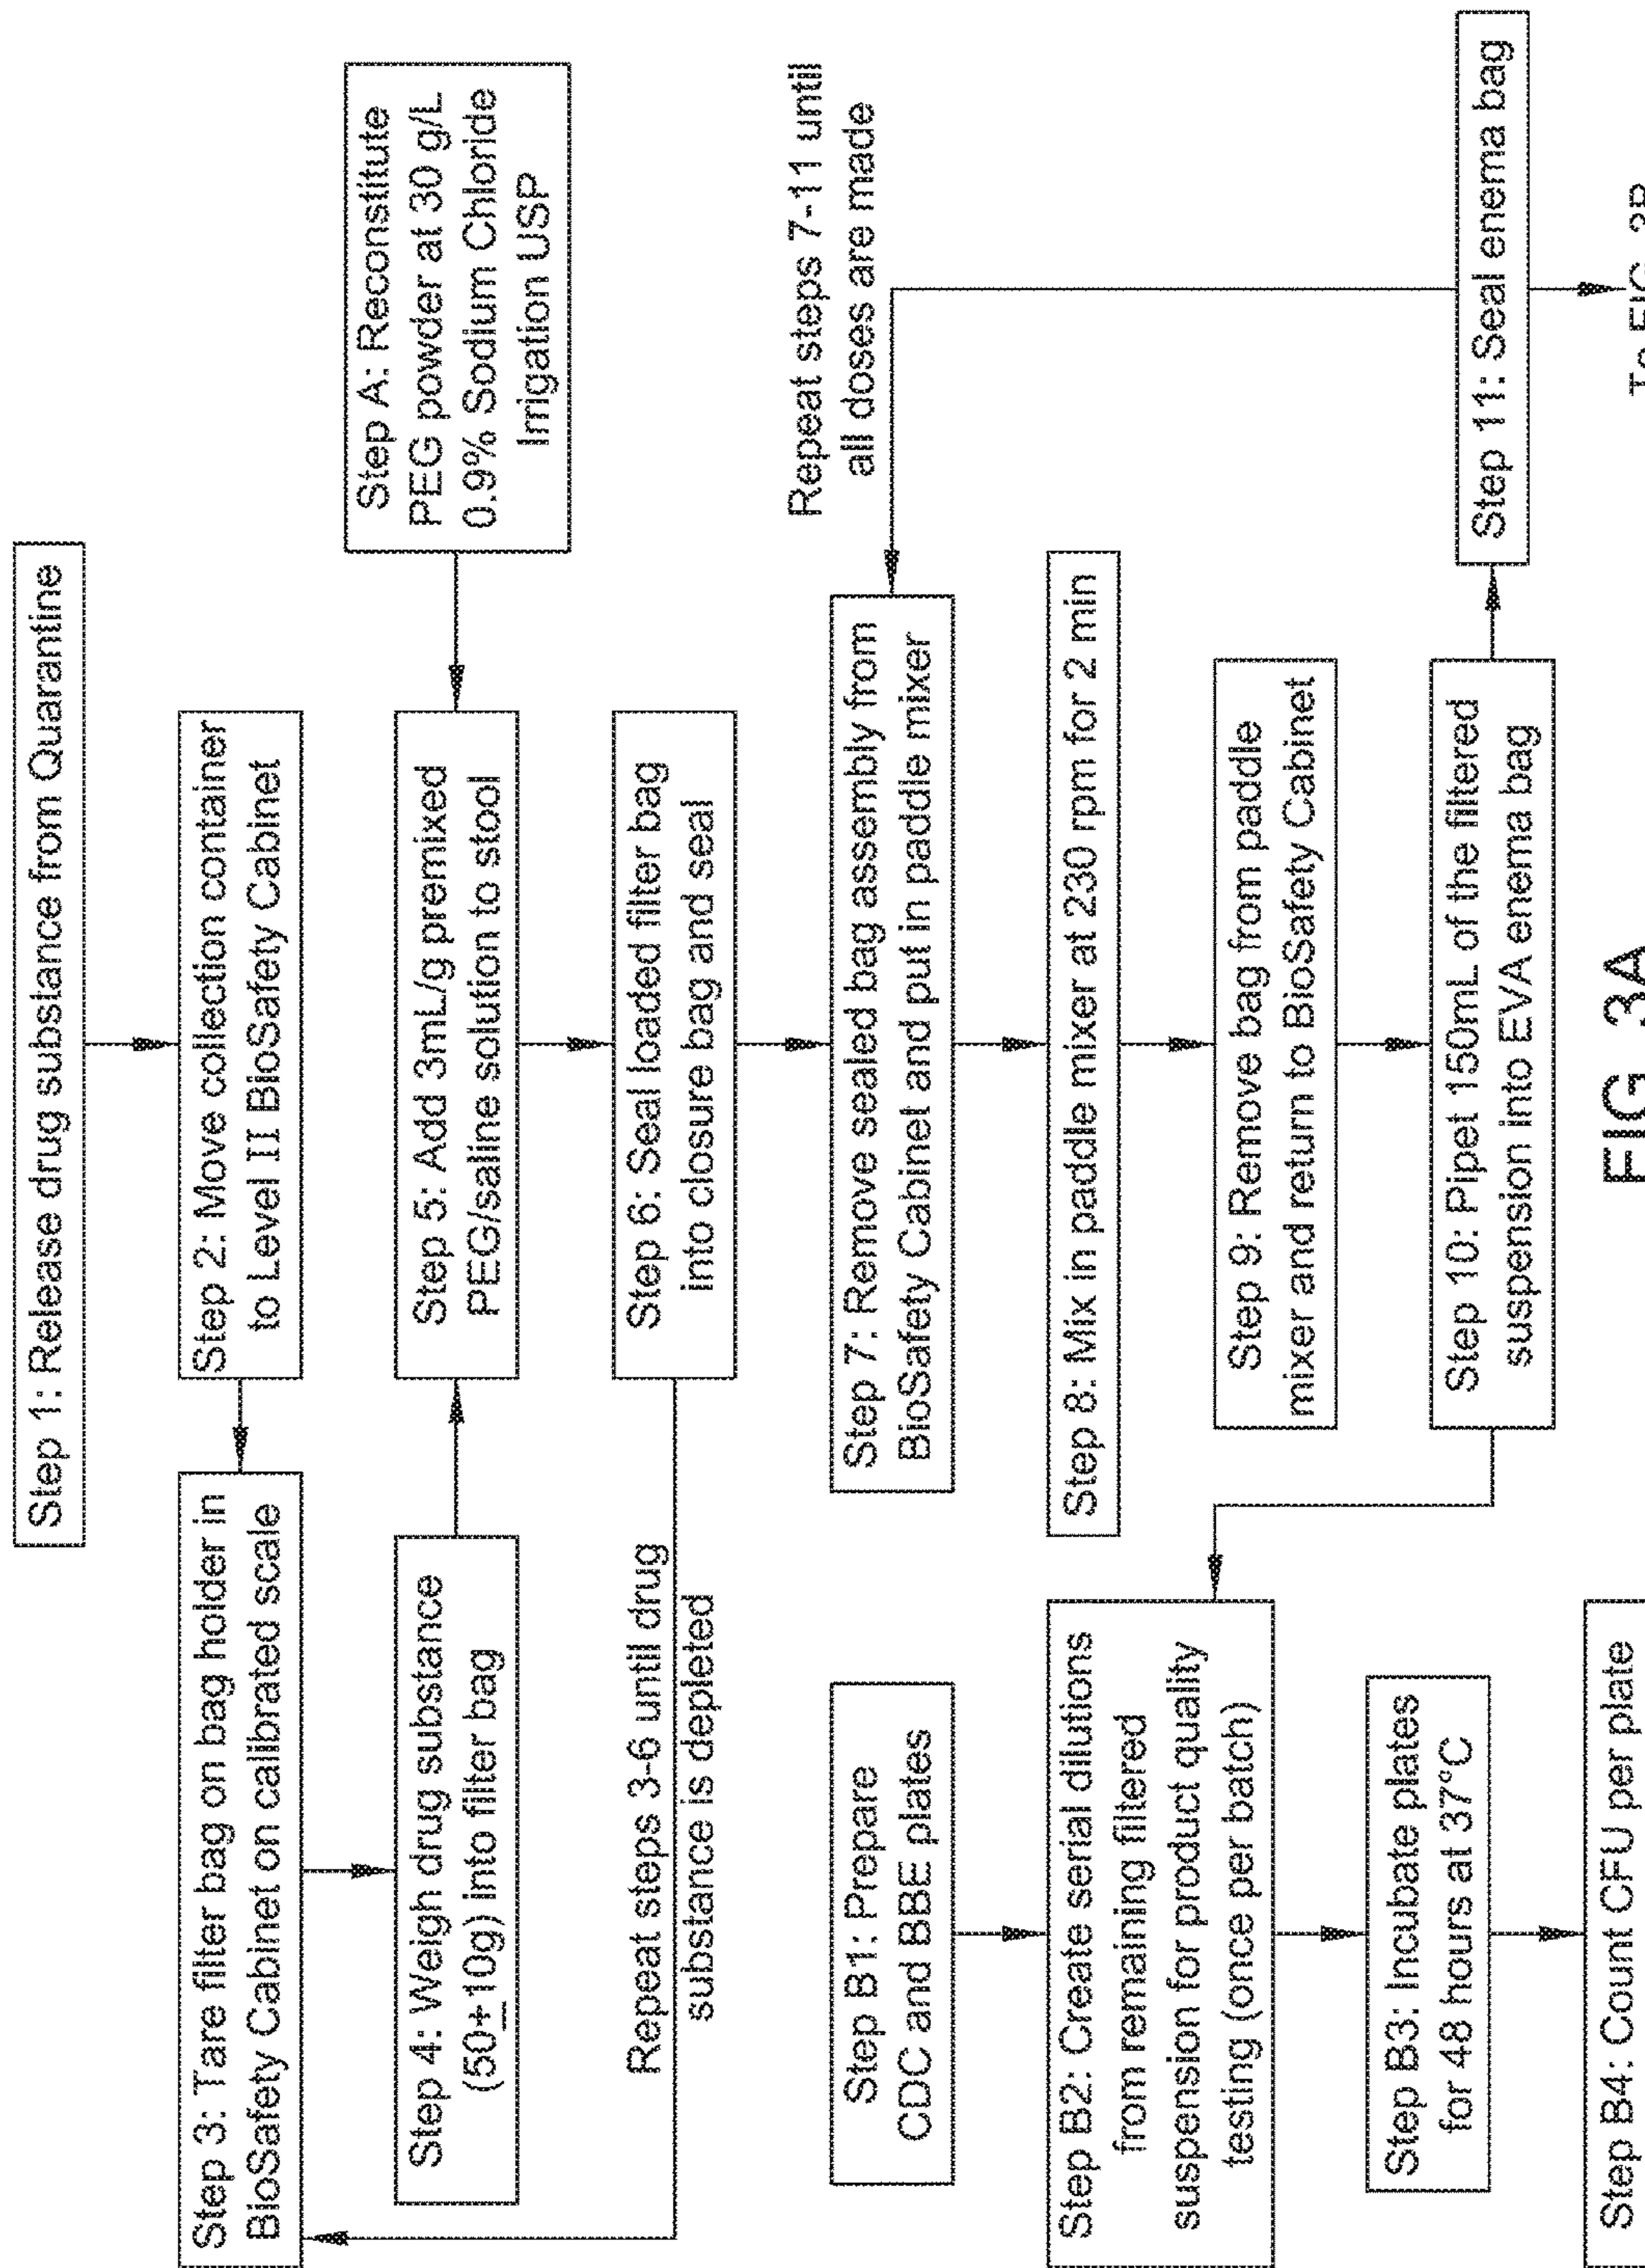 Step 1: Release drug substance from Quarantine
Step 2: Move collection container
to Level II BioSafety Cabinet
Step 3: Tare filter bag on bag holder in
BioSafety Cabinet on calibrated scale
Step 4: Weigh drug substance
(50±10g) into filter bag
Step 5: Add 3mL/g premixed
PEG/saline solution to stool
Step A: Reconstitute
PEG powder at 30 g/L
0.9% Sodium Chloride
Irrigation USP
Step 6: Seal loaded filter bag
into closure bag and seal
Repeat steps 3-6 until drug
substance is depleted
Step 7: Remove sealed bag assembly from
BioSafety Cabinet and put in paddle mixer
Repeat steps 7-11 until
all doses are made
Step 8: Mix in paddle mixer at 230 rpm for 2 min
Step 9: Remove bag from paddle
mixer and return to BioSafety Cabinet
Step 10: Pipet 150mL of the filtered
suspension into EVA enema bag
Step 11: Seal enema bag
Step B1: Prepare
CDC and BBE plates
Step B2: Create serial dilutions
from remaining filtered
suspension for product quality
testing (once per batch)
Step B3: Incubate plates
for 48 hours at 37°C
Step B4: Count CFU per plate
To FIG. 3B
FIG. 3A